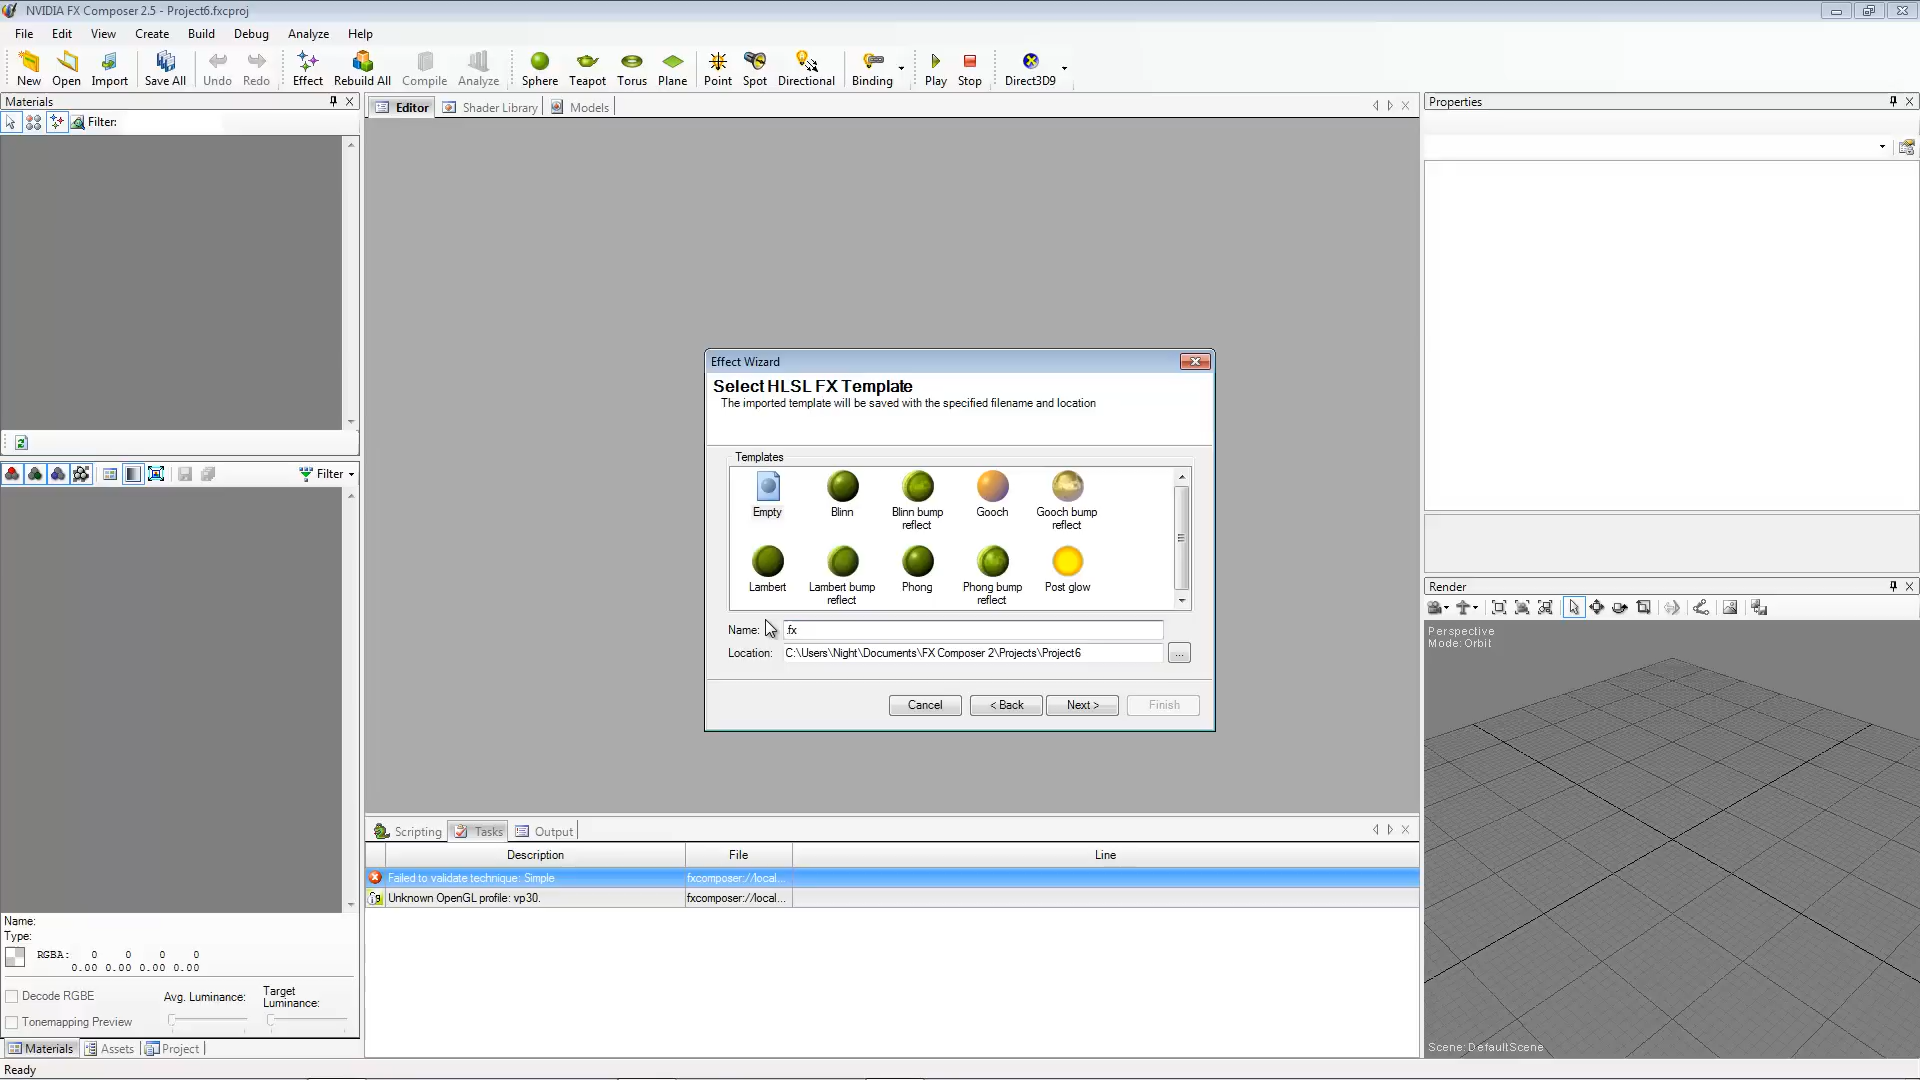 NVIDIA FX Composer 2.5 - Project6.fxcproj
File Edit View Create Build Debug Analyze Help
New Open Import Save All Undo Redo Effect Rebuild All Compile Analyze Sphere Teapot Torus Plane Point Spot Directional Binding Play Stop Direct3D9
Materials
Filter:
Editor Shader Library Models
Properties
Effect Wizard
Select HLSL FX Template
The imported template will be saved with the specified filename and location
Templates
Empty Blinn Blinn bump reflect Gooch Gooch bump reflect
Lambert Lambert bump reflect Phong Phong bump reflect Post glow
Name: .fx
Location: C:\Users\Night\Documents\FX Composer 2\Projects\Project6
...
Cancel < Back Next > Finish
Filter
Render
Perspective
Mode: Orbit
Scene: DefaultScene
Scripting Tasks Output
Description File Line
Failed to validate technique: Simple fxcomposer://local...
Unknown OpenGL profile: vp30. fxcomposer://local...
Name:
Type:
RGBA: 0 0 0 0
0.00 0.00 0.00 0.00
Decode RGBE Avg. Luminance: Target Luminance:
Tonemapping Preview
Materials Assets Project
Ready